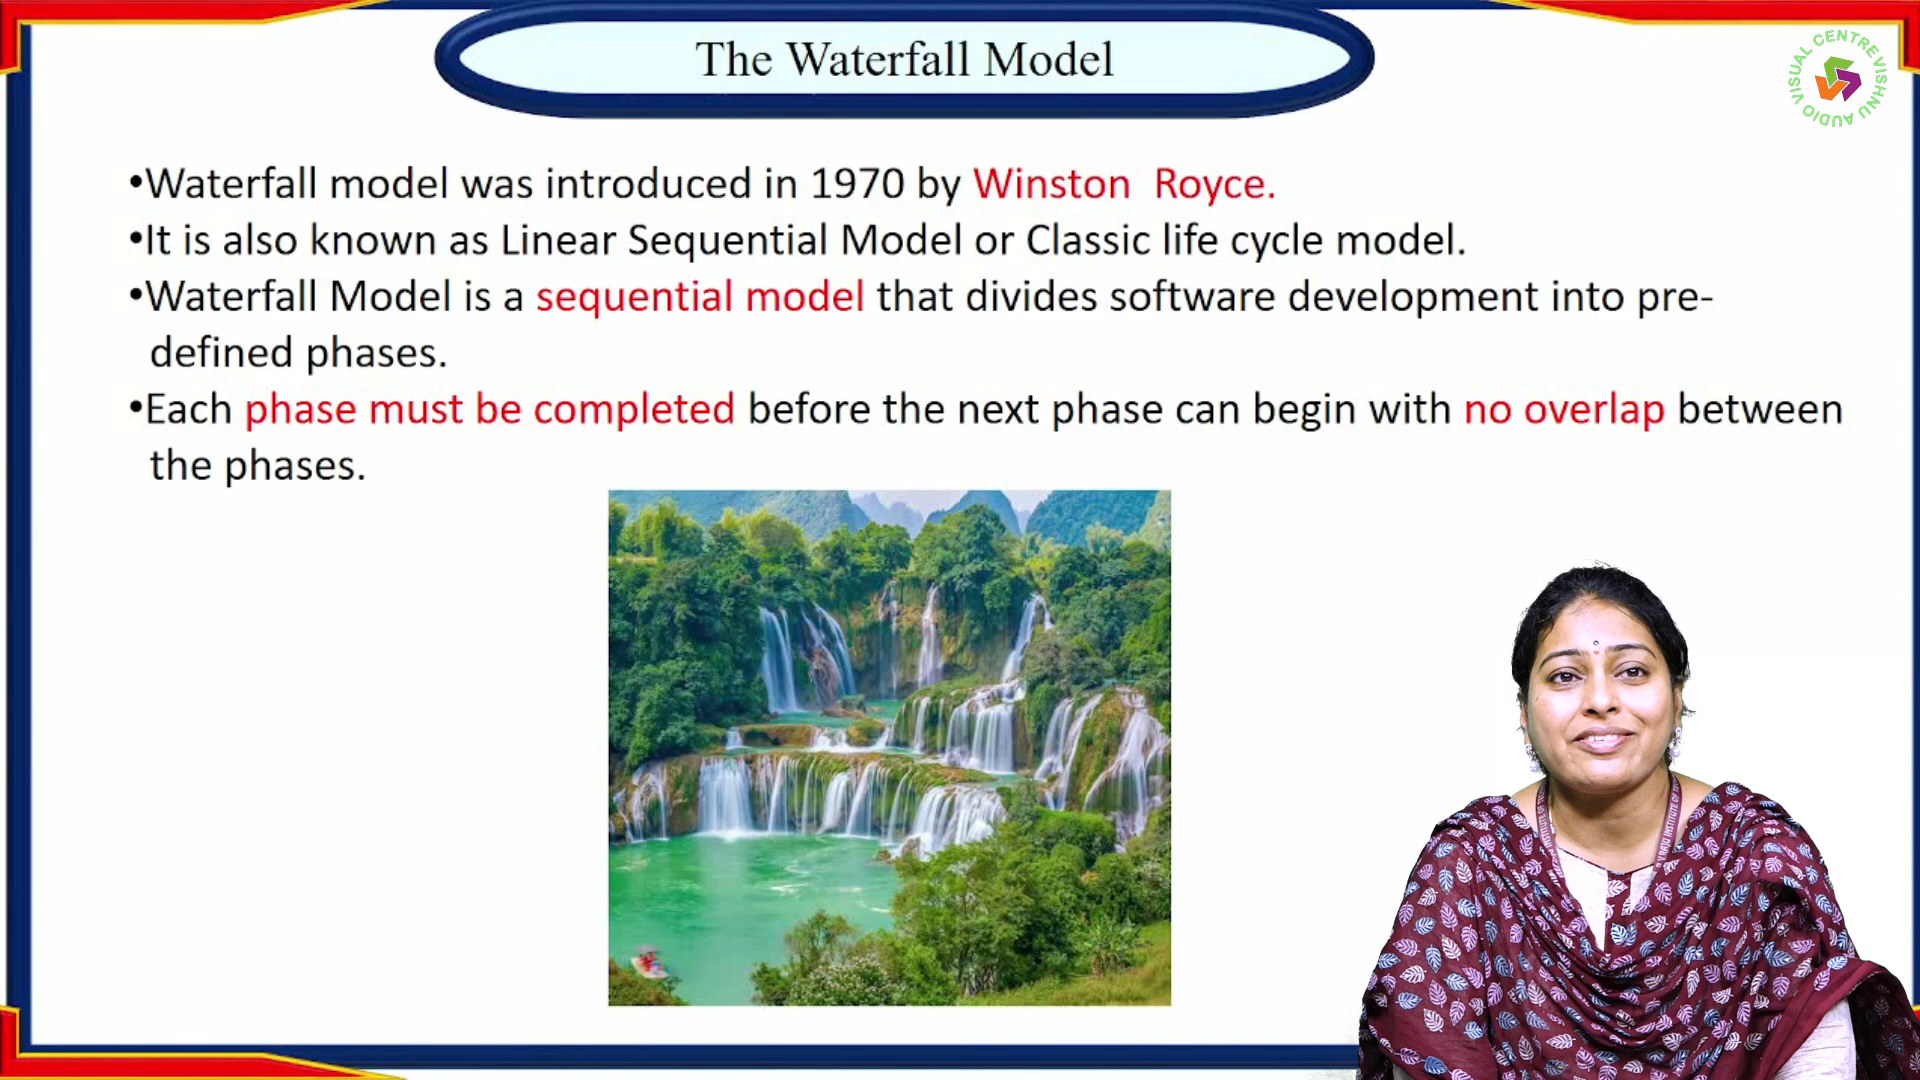 The Waterfall Model
VISHNU AUDIO VISUAL CENTRE
•Waterfall model was introduced in 1970 by Winston Royce.
•It is also known as Linear Sequential Model or Classic life cycle model.
•Waterfall Model is a sequential model that divides software development into pre-
defined phases.
•Each phase must be completed before the next phase can begin with no overlap between
the phases.